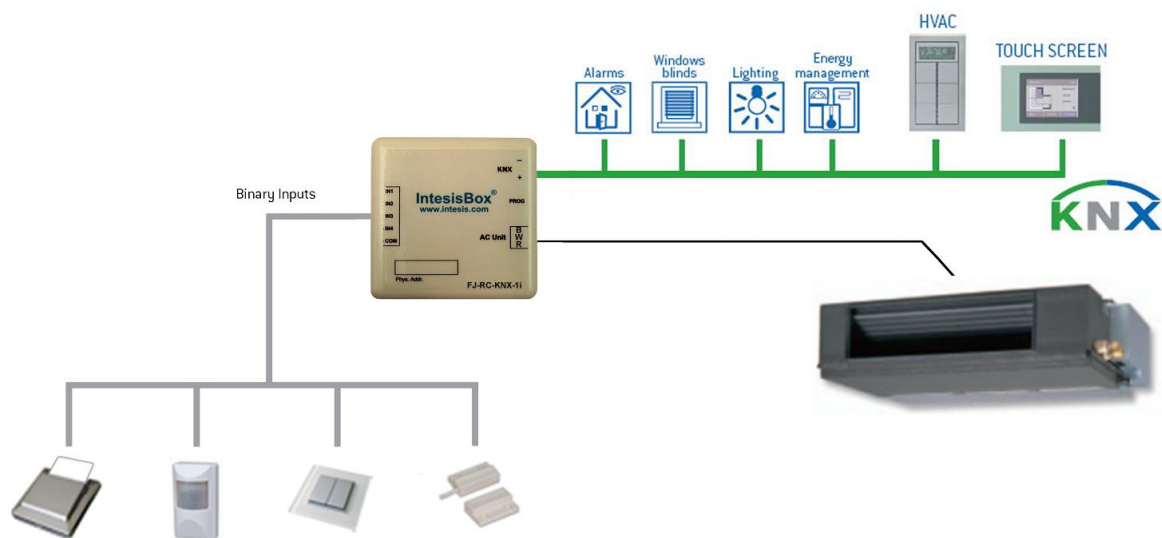 HVAC
TOUCH SCREEN
Alarms
Windows
blinds
Lighting
Energy
management
Binary Inputs
KNX
−
+
IN1
IN2
IN3
IN4
COM
IntesisBox®
www.intesis.com
PROG
AC Unit
B
W
R
Phys. Addr.
FJ-RC-KNX-1i
KNX